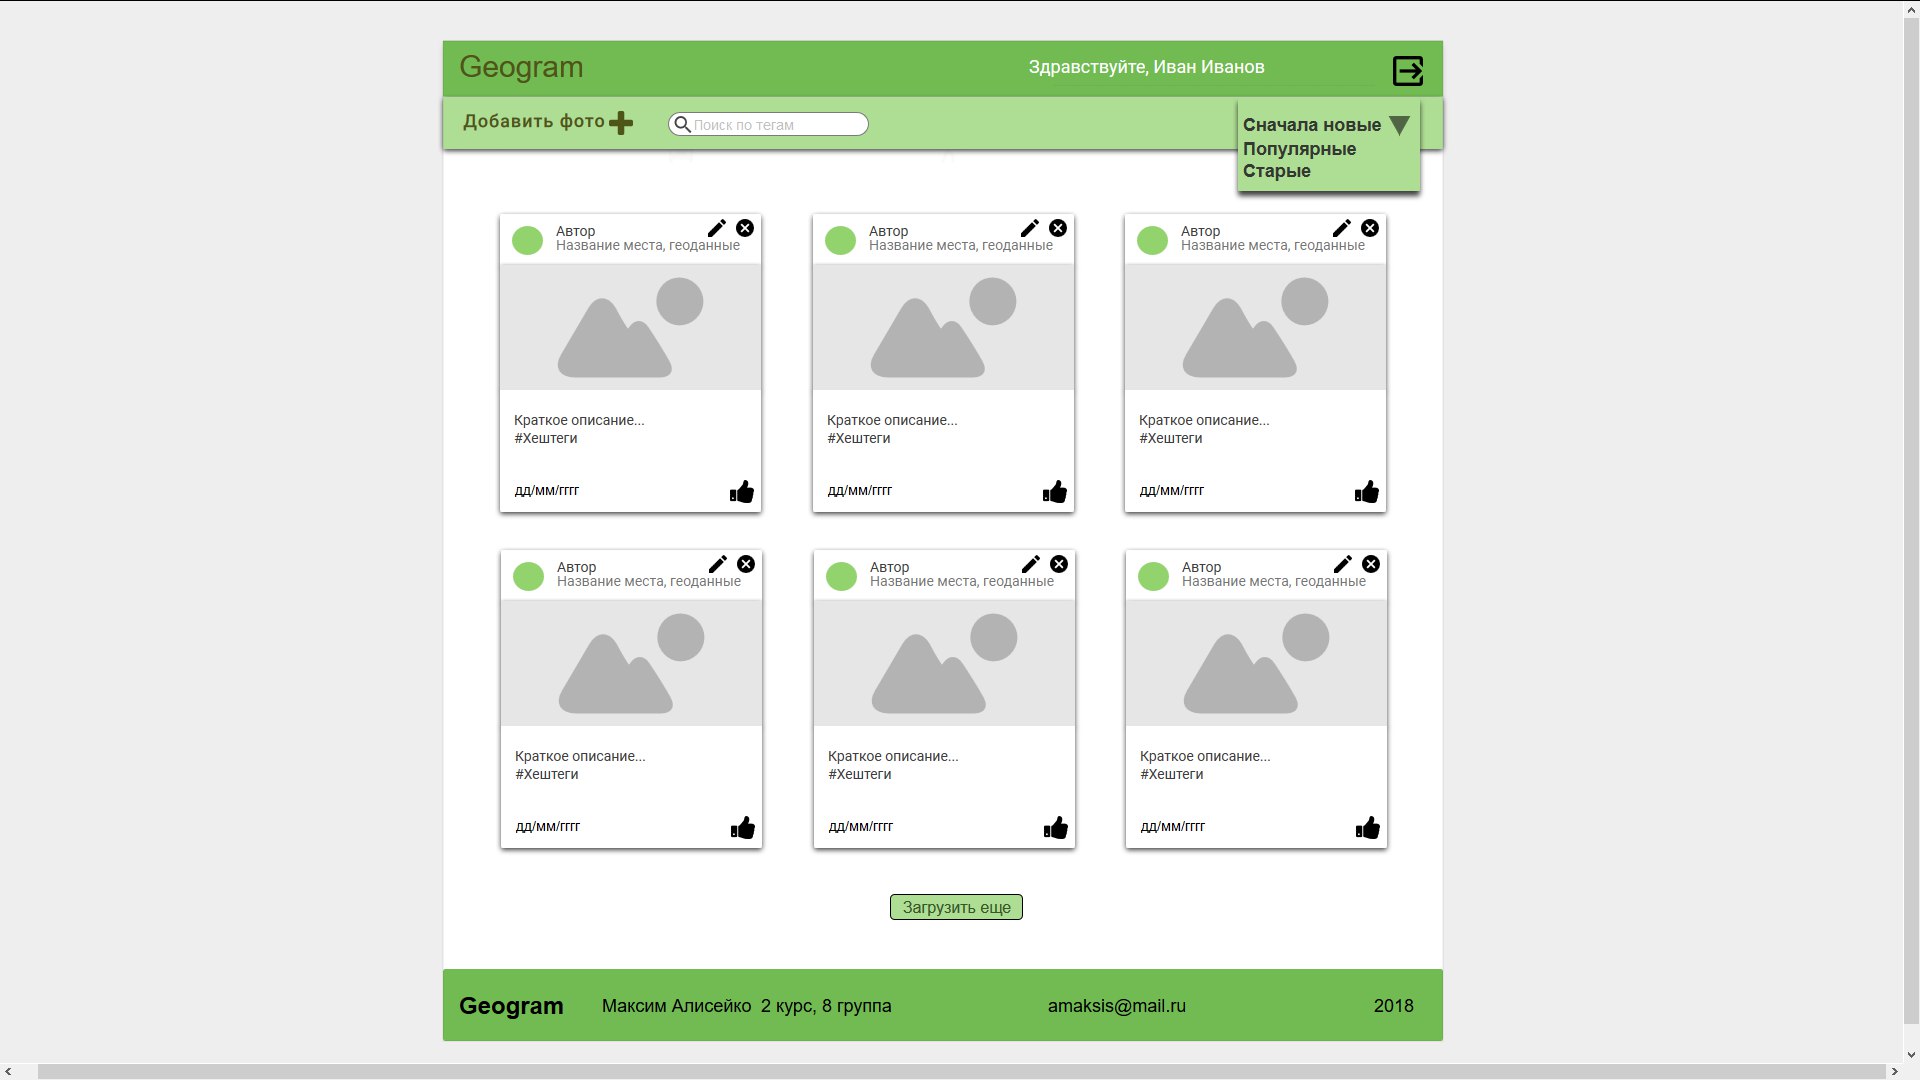 Geogram
Здравствуйте, Иван Иванов
Добавить фото
Поиск по тегам
Сначала новые
Популярные
Старые
Автор
Название места, геоданные
Краткое описание...
#Хештеги
дд/мм/гггг
Автор
Название места, геоданные
Краткое описание...
#Хештеги
дд/мм/гггг
Автор
Название места, геоданные
Краткое описание...
#Хештеги
дд/мм/гггг
Автор
Название места, геоданные
Краткое описание...
#Хештеги
дд/мм/гггг
Автор
Название места, геоданные
Краткое описание...
#Хештеги
дд/мм/гггг
Автор
Название места, геоданные
Краткое описание...
#Хештеги
дд/мм/гггг
Загрузить еще
Geogram
Максим Алисейко 2 курс, 8 группа
amaksis@mail.ru
2018